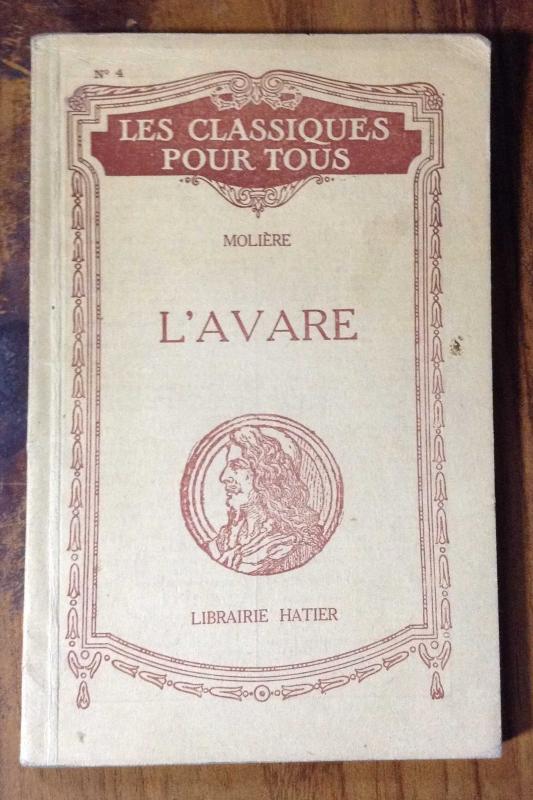 N° 4
LES CLASSIQUES
POUR TOUS
MOLIÈRE
L'AVARE
LIBRAIRIE HATIER